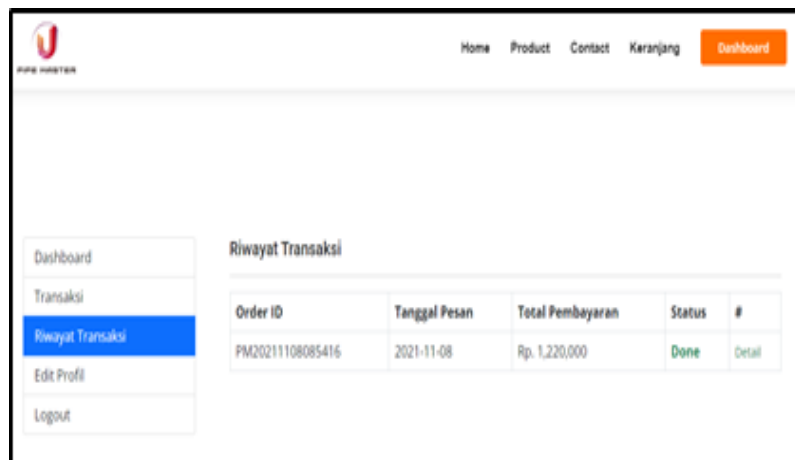 PIPE MASTER
Home Product Contact Keranjang Dashboard
Dashboard
Transaksi
Riwayat Transaksi
Edit Profil
Logout
Riwayat Transaksi
Order ID Tanggal Pesan Total Pembayaran Status #
PM20211108085416 2021-11-08 Rp. 1,220,000 Done Detail